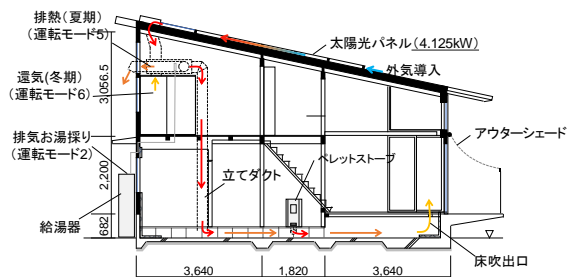 排熱(夏期)
(運転モード5)
太陽光パネル(4.125kW)
外気導入
還気(冬期)
(運転モード6)
3,056.5
アウターシェード
排気お湯採り
(運転モード2)
ペレットストーブ
立てダクト
2,200
給湯器
682
床吹出口
3,640
1,820
3,640